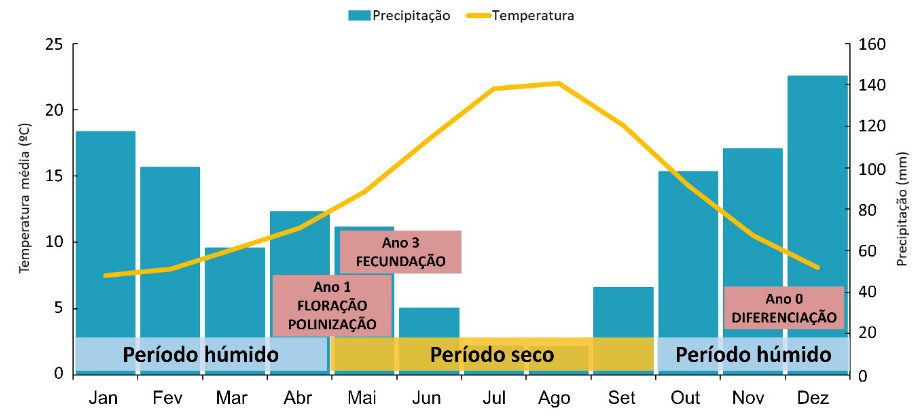 Precipitação
Temperatura
25
20
15
10
5
0
Temperatura média (ºC)
160
140
120
100
80
60
40
20
0
Precipitação (mm)
Ano 3
FECUNDAÇÃO
Ano 1
FLORAÇÃO
POLINIZAÇÃO
Ano 0
DIFERENCIAÇÃO
Período húmido
Período seco
Período húmido
Jan Fev Mar Abr Mai Jun Jul Ago Set Out Nov Dez